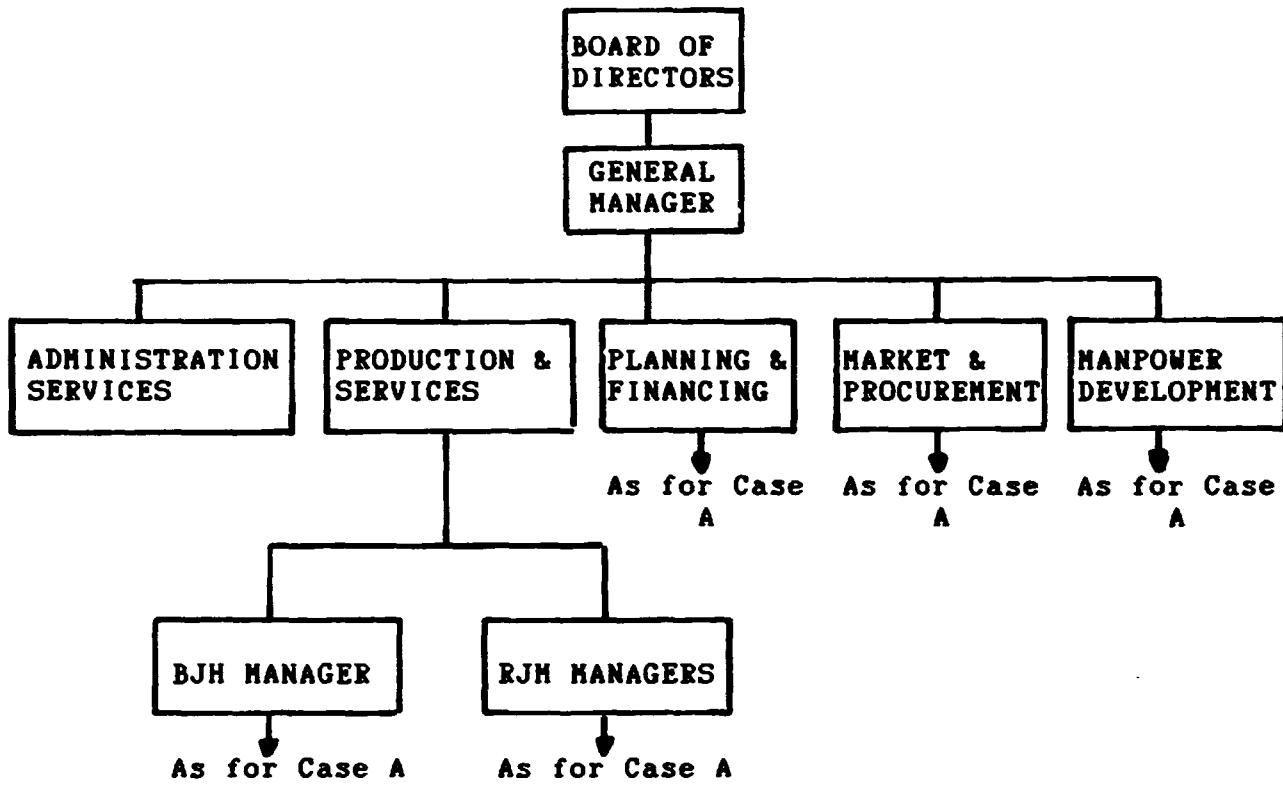 BOARD OF
DIRECTORS
GENERAL
MANAGER
ADMINISTRATION
SERVICES
PRODUCTION &
SERVICES
PLANNING &
FINANCING
MARKET &
PROCUREMENT
MANPOWER
DEVELOPMENT
As for Case
A
As for Case
A
As for Case
A
BJH MANAGER
RJM MANAGERS
As for Case A
As for Case A